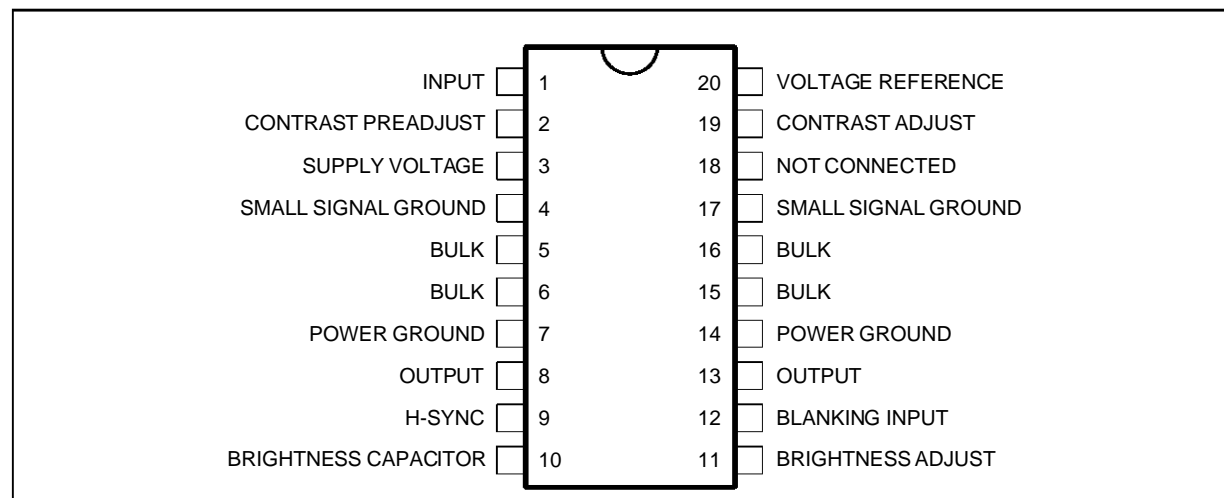 INPUT 1 20 VOLTAGE REFERENCE
CONTRAST PREADJUST 2 19 CONTRAST ADJUST
SUPPLY VOLTAGE 3 18 NOT CONNECTED
SMALL SIGNAL GROUND 4 17 SMALL SIGNAL GROUND
BULK 5 16 BULK
BULK 6 15 BULK
POWER GROUND 7 14 POWER GROUND
OUTPUT 8 13 OUTPUT
H-SYNC 9 12 BLANKING INPUT
BRIGHTNESS CAPACITOR 10 11 BRIGHTNESS ADJUST